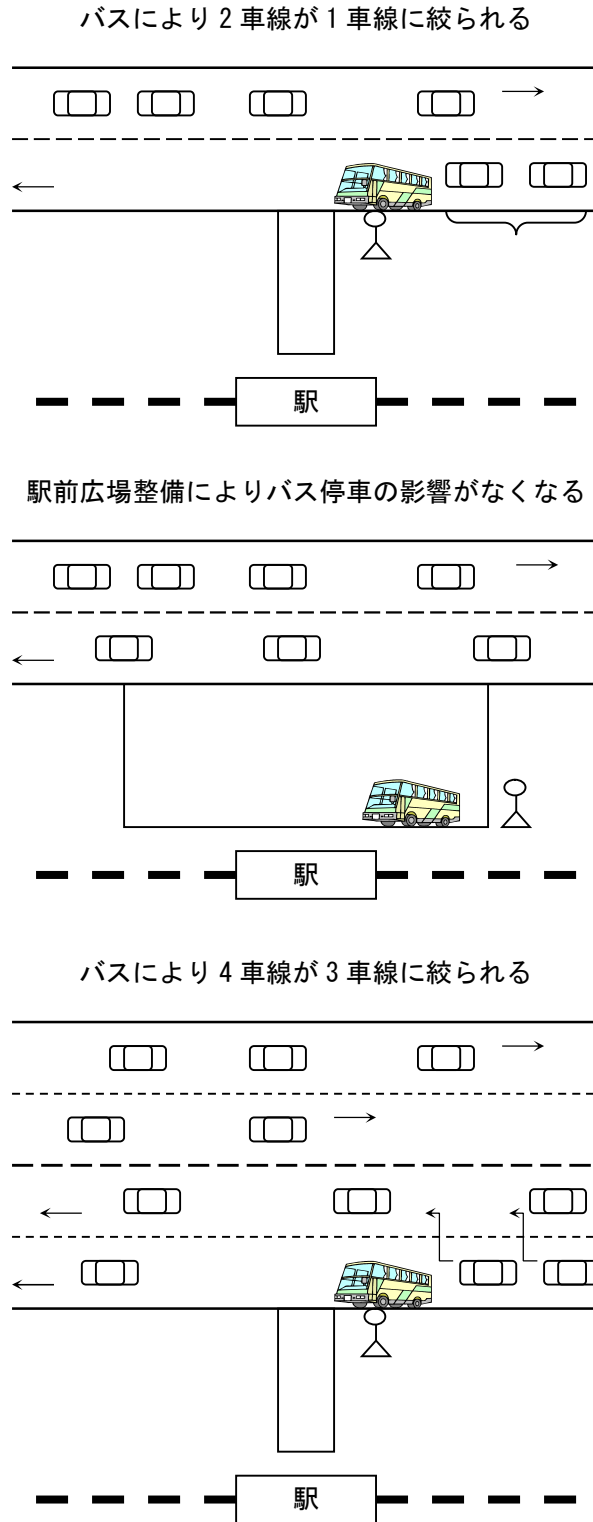 バスにより2車線が1車線に絞られる
駅
駅前広場整備によりバス停車の影響がなくなる
駅
バスにより4車線が3車線に絞られる
駅